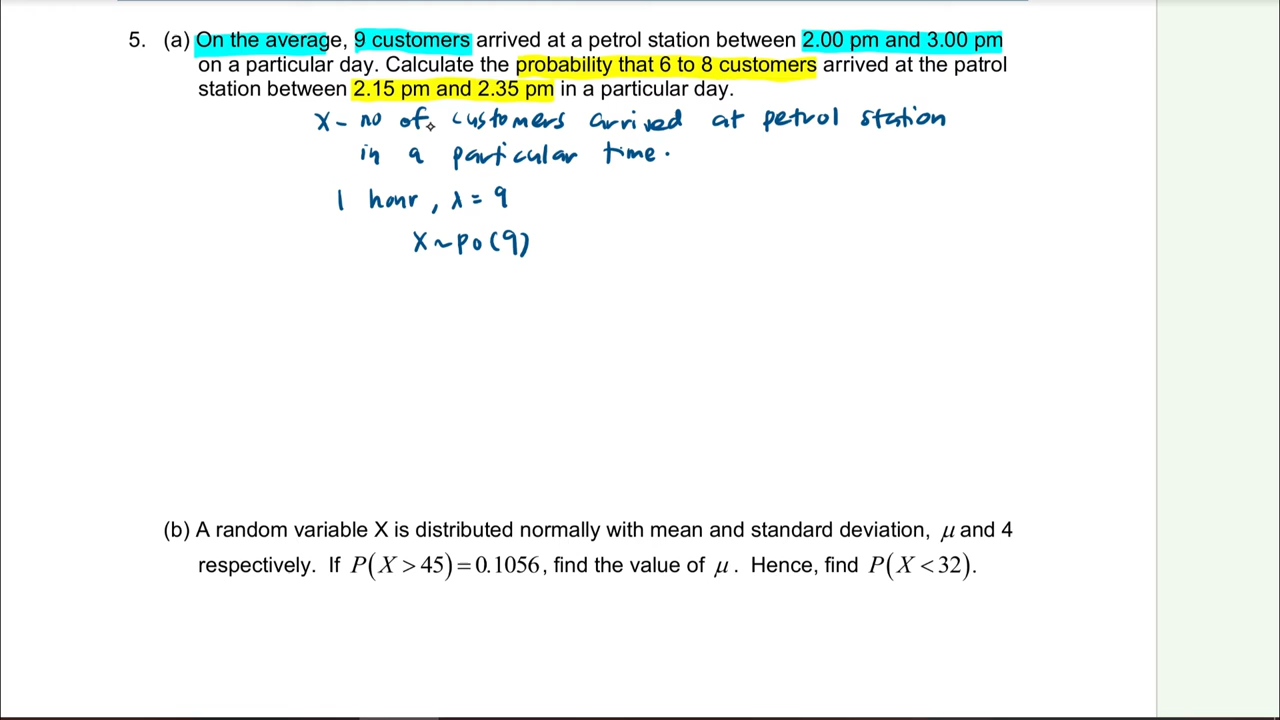 5. (a) On the average, 9 customers arrived at a petrol station between 2.00 pm and 3.00 pm
on a particular day. Calculate the probability that 6 to 8 customers arrived at the patrol
station between 2.15 pm and 2.35 pm in a particular day.
X - no of customers arrived at petrol station
in a particular time.
1 hour, λ = 9
X ~ Po(9)
(b) A random variable X is distributed normally with mean and standard deviation, μ and 4
respectively. If P(X > 45) = 0.1056, find the value of μ. Hence, find P(X < 32).